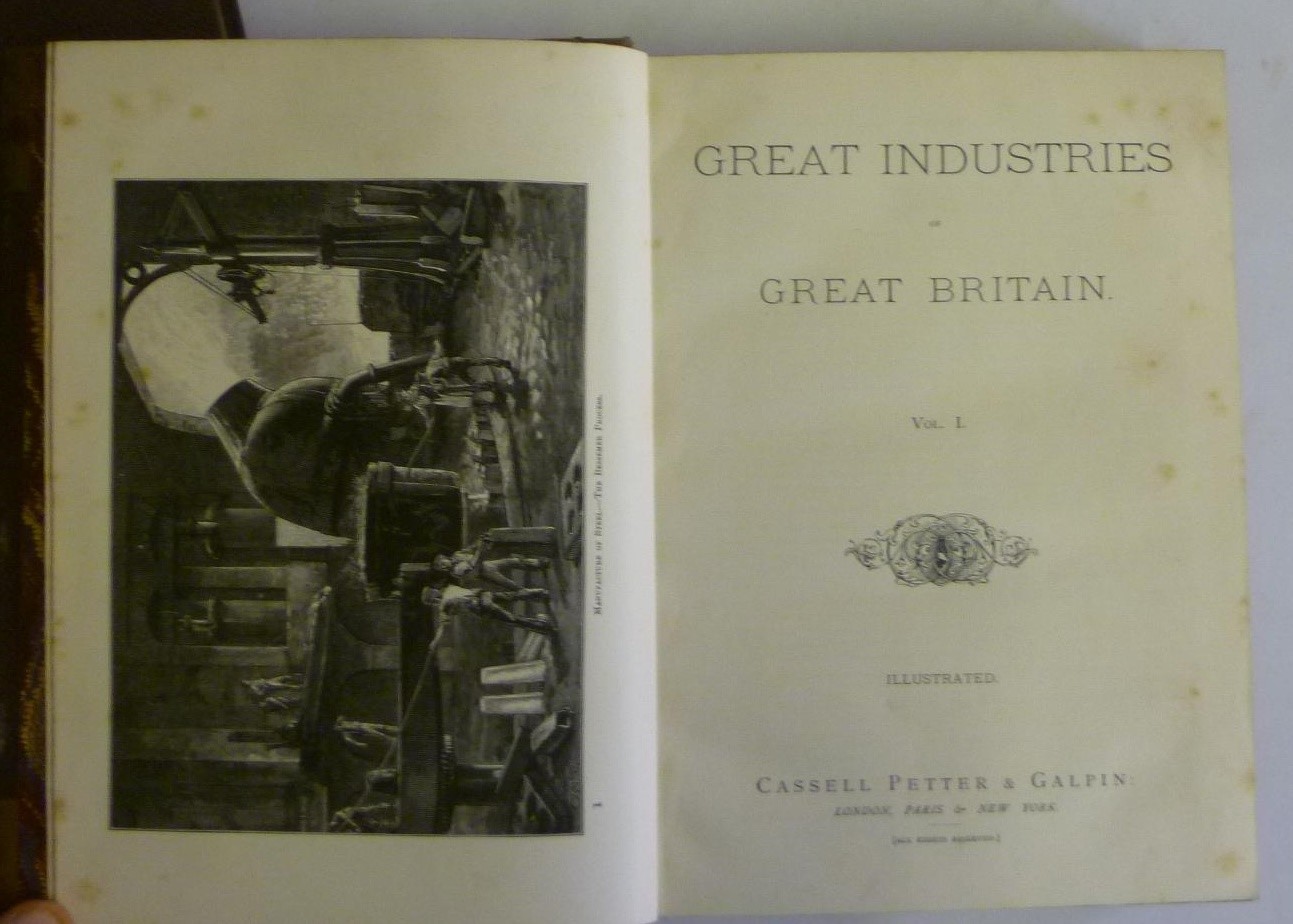 MANUFACTURE OF STEEL.—THE BESSEMER PROCESS.
1
GREAT INDUSTRIES
OF
GREAT BRITAIN.
VOL. I.
ILLUSTRATED.
CASSELL PETTER & GALPIN:
LONDON, PARIS & NEW YORK.
[ALL RIGHTS RESERVED.]